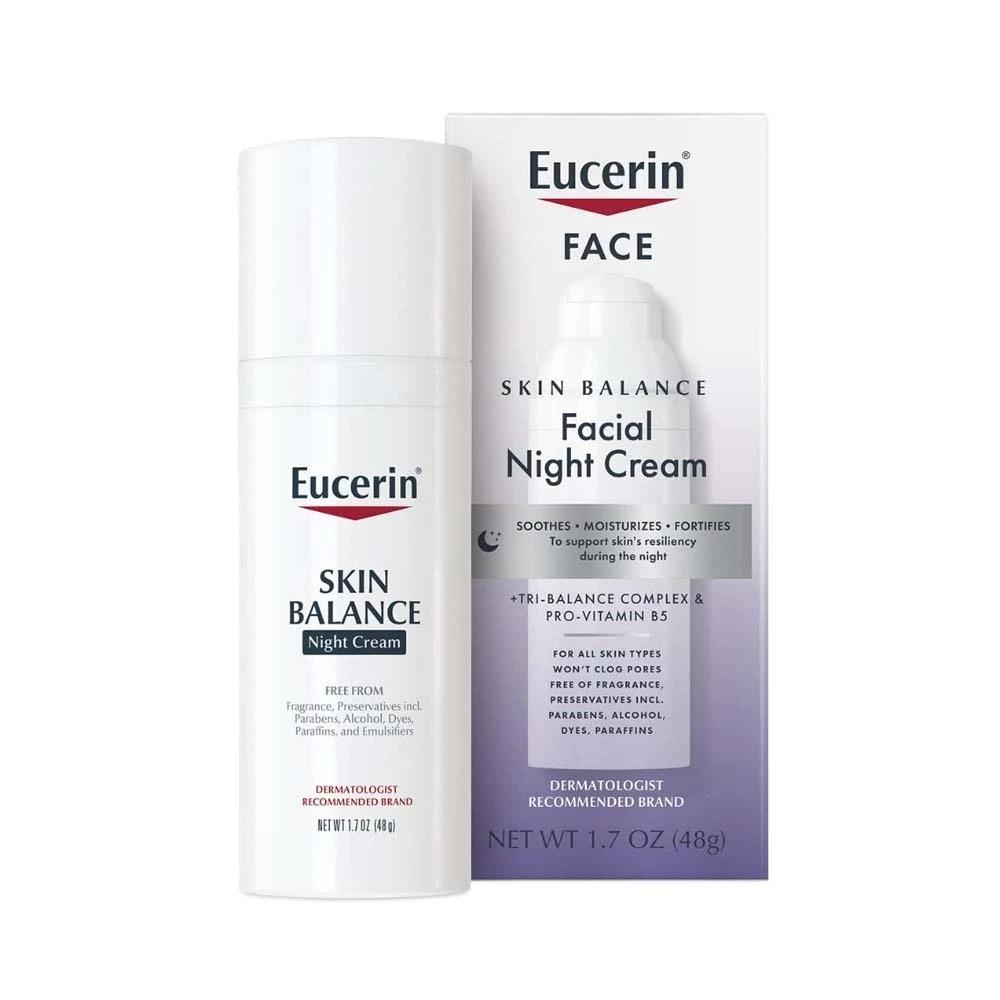 Eucerin®
SKIN
BALANCE
Night Cream
FREE FROM
Fragrance, Preservatives incl.
Parabens, Alcohol, Dyes,
Paraffins, and Emulsifiers
DERMATOLOGIST
RECOMMENDED BRAND
NET WT 1.7 OZ (48g)
Eucerin®
FACE
SKIN BALANCE
Facial
Night Cream
SOOTHES • MOISTURIZES • FORTIFIES
To support skin's resiliency
during the night
+TRI-BALANCE COMPLEX &
PRO-VITAMIN B5
FOR ALL SKIN TYPES
WON'T CLOG PORES
FREE OF FRAGRANCE,
PRESERVATIVES INCL.
PARABENS, ALCOHOL,
DYES, PARAFFINS
DERMATOLOGIST
RECOMMENDED BRAND
NET WT 1.7 OZ (48g)